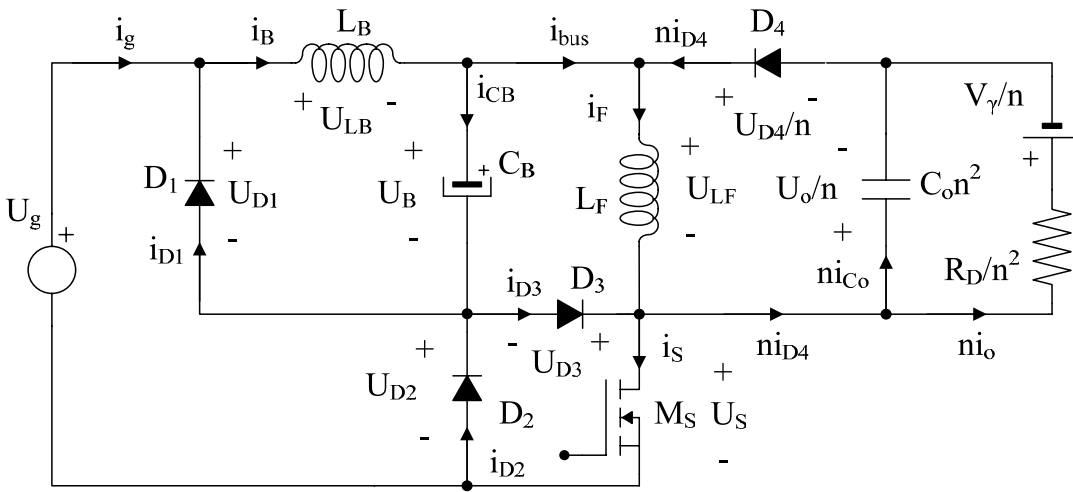 i_g
i_B
L_B
i_bus
ni_D4
D_4
+ U_LB -
i_CB
i_F
+ U_D4/n -
V_γ/n
+
D_1
+ U_D1 -
+ U_B -
+ C_B
L_F
+ U_LF -
- U_o/n +
C_o n^2
U_g
+
i_D1
i_D3
D_3
ni_Co
R_D/n^2
- U_D3 +
i_S
ni_D4
ni_o
+ U_D2 -
D_2
M_S
+ U_S -
i_D2